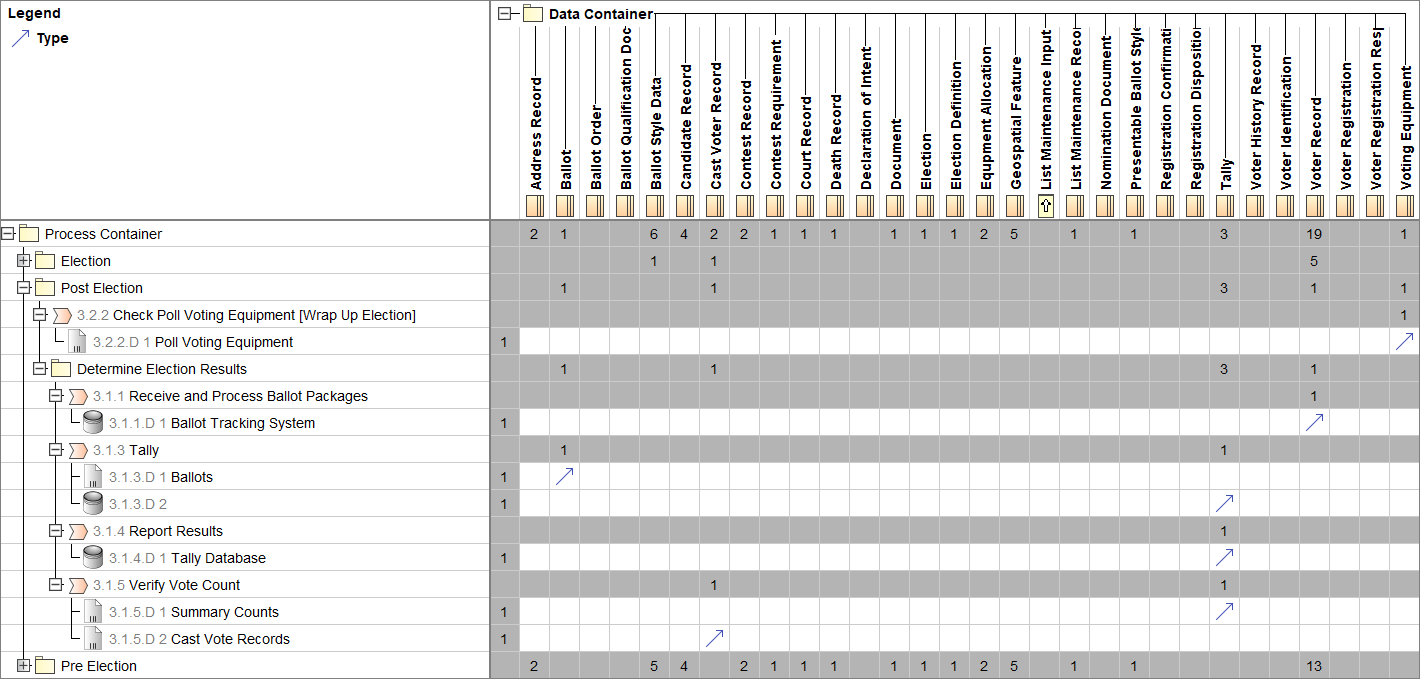 Legend
Type
Data Container
Address Record
Ballot
Ballot Order
Ballot Qualification Doc
Ballot Style Data
Candidate Record
Cast Voter Record
Contest Record
Contest Requirement
Court Record
Death Record
Declaration of Intent
Document
Election
Election Definition
Equpment Allocation
Geospatial Feature
List Maintenance Input
List Maintenance Recor
Nomination Document
Presentable Ballot Style
Registration Confirmati
Registration Dispositio
Tally
Voter History Record
Voter Identification
Voter Record
Voter Registration
Voter Registration Resp
Voting Equipment
Process Container 2 1 6 4 2 2 1 1 1 1 1 1 2 5 1 1 3 19 1
Election 1 1 5
Post Election 1 1 3 1 1
3.2.2 Check Poll Voting Equipment [Wrap Up Election] 1
3.2.2.D 1 Poll Voting Equipment 1
Determine Election Results 1 1 3 1
3.1.1 Receive and Process Ballot Packages 1
3.1.1.D 1 Ballot Tracking System 1
3.1.3 Tally 1 1
3.1.3.D 1 Ballots 1
3.1.3.D 2 1
3.1.4 Report Results 1
3.1.4.D 1 Tally Database 1
3.1.5 Verify Vote Count 1 1
3.1.5.D 1 Summary Counts 1
3.1.5.D 2 Cast Vote Records 1
Pre Election 2 5 4 2 1 1 1 1 1 1 2 5 1 1 13